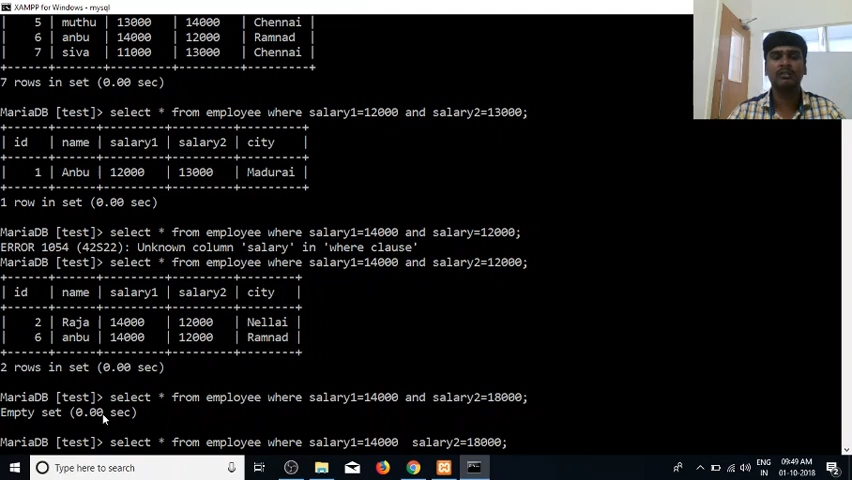 XAMPP for Windows - mysql
| 5 | muthu | 13000 | 14000 | Chennai |
| 6 | anbu | 14000 | 12000 | Ramnad |
| 7 | siva | 11000 | 13000 | Chennai |
+------+-------+---------+---------+---------+
7 rows in set (0.00 sec)
MariaDB [test]> select * from employee where salary1=12000 and salary2=13000;
+------+------+---------+---------+---------+
| id | name | salary1 | salary2 | city |
+------+------+---------+---------+---------+
| 1 | Anbu | 12000 | 13000 | Madurai |
+------+------+---------+---------+---------+
1 row in set (0.00 sec)
MariaDB [test]> select * from employee where salary1=14000 and salary=12000;
ERROR 1054 (42S22): Unknown column 'salary' in 'where clause'
MariaDB [test]> select * from employee where salary1=14000 and salary2=12000;
+------+------+---------+---------+--------+
| id | name | salary1 | salary2 | city |
+------+------+---------+---------+--------+
| 2 | Raja | 14000 | 12000 | Nellai |
| 6 | anbu | 14000 | 12000 | Ramnad |
+------+------+---------+---------+--------+
2 rows in set (0.00 sec)
MariaDB [test]> select * from employee where salary1=14000 and salary2=18000;
Empty set (0.00 sec)
MariaDB [test]> select * from employee where salary1=14000  salary2=18000;
Type here to search
ENG
IN
09:49 AM
01-10-2018
2